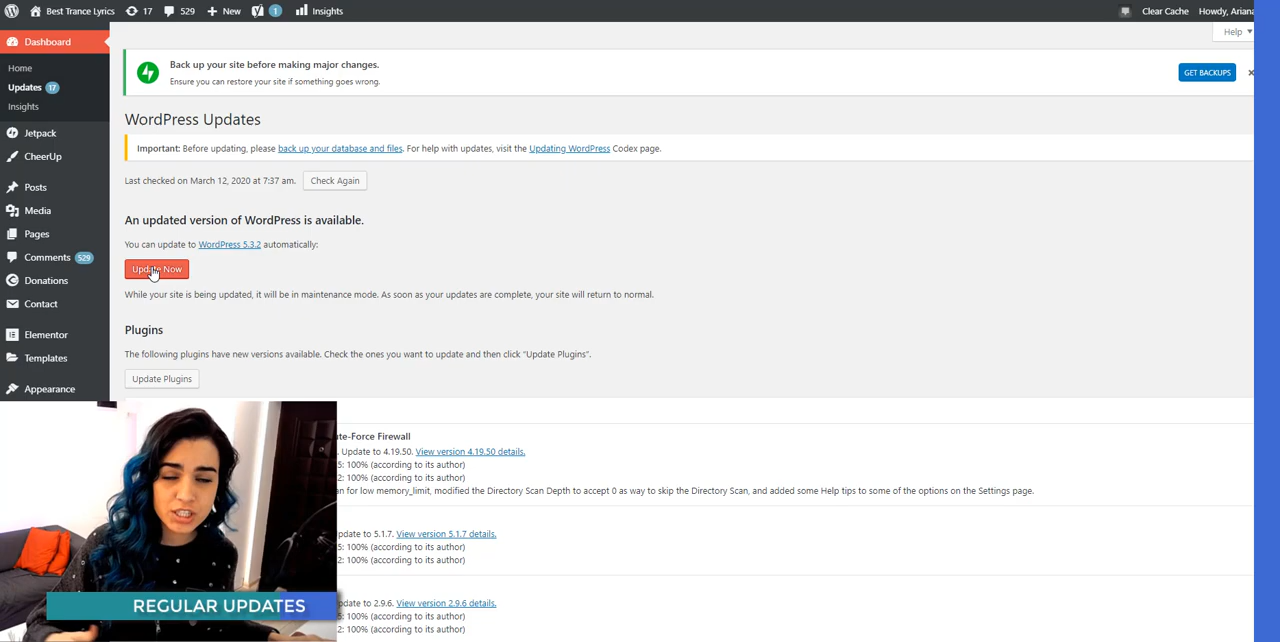 Best Trance Lyrics 17 529 + New 1 Insights Clear Cache Howdy, Ariana
Dashboard
Help
Home
Updates 17
Insights
Jetpack
CheerUp
Posts
Media
Pages
Comments 529
Donations
Contact
Elementor
Templates
Appearance
Back up your site before making major changes.
Ensure you can restore your site if something goes wrong.
GET BACKUPS
WordPress Updates
Important: Before updating, please back up your database and files. For help with updates, visit the Updating WordPress Codex page.
Last checked on March 12, 2020 at 7:37 am. Check Again
An updated version of WordPress is available.
You can update to WordPress 5.3.2 automatically:
Update Now
While your site is being updated, it will be in maintenance mode. As soon as your updates are complete, your site will return to normal.
Plugins
The following plugins have new versions available. Check the ones you want to update and then click “Update Plugins”.
Update Plugins
ute-Force Firewall
. Update to 4.19.50. View version 4.19.50 details.
5: 100% (according to its author)
2: 100% (according to its author)
an for low memory_limit, modified the Directory Scan Depth to accept 0 as way to skip the Directory Scan, and added some Help tips to some of the options on the Settings page.
pdate to 5.1.7. View version 5.1.7 details.
5: 100% (according to its author)
2: 100% (according to its author)
pdate to 2.9.6. View version 2.9.6 details.
5: 100% (according to its author)
2: 100% (according to its author)
REGULAR UPDATES